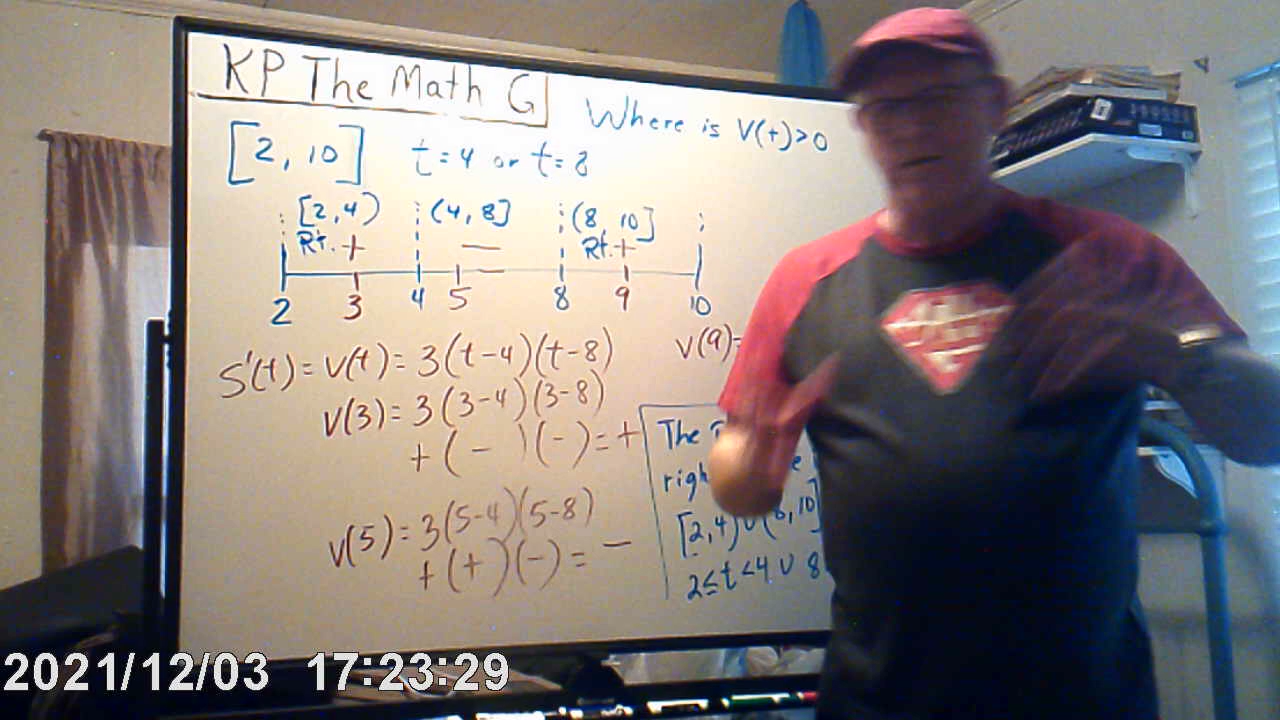 KP The Math G
Where is V(t)>0
[2, 10] t=4 or t=8
[2,4) (4,8] (8, 10]
Rt. + — Rt. +
2 3 4 5 8 9 10
S'(t) = v(t) = 3(t-4)(t-8)
v(9)=
v(3) = 3(3-4)(3-8)
+ ( - ) (-) = +
v(5) = 3(5-4)(5-8)
+ (+) (-) = —
The
righ
[2,4) ∪ (8, 10]
2≤t<4 ∪ 8
2021/12/03 17:23:29